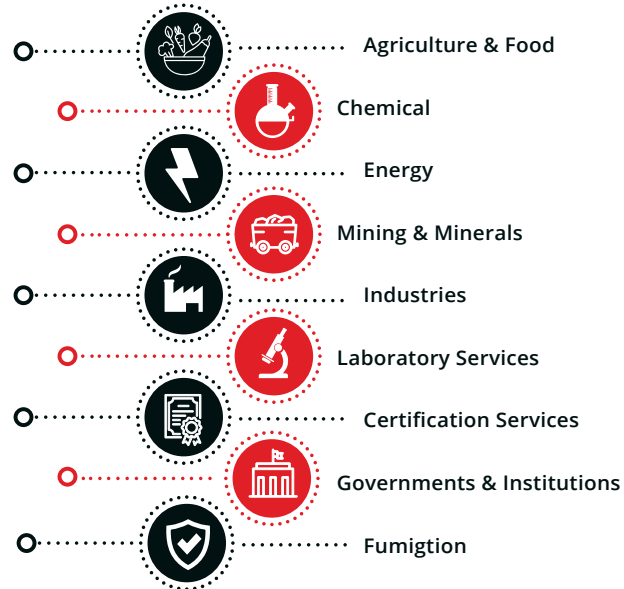 Agriculture & Food
Chemical
Energy
Mining & Minerals
Industries
Laboratory Services
Certification Services
Governments & Institutions
Fumigtion